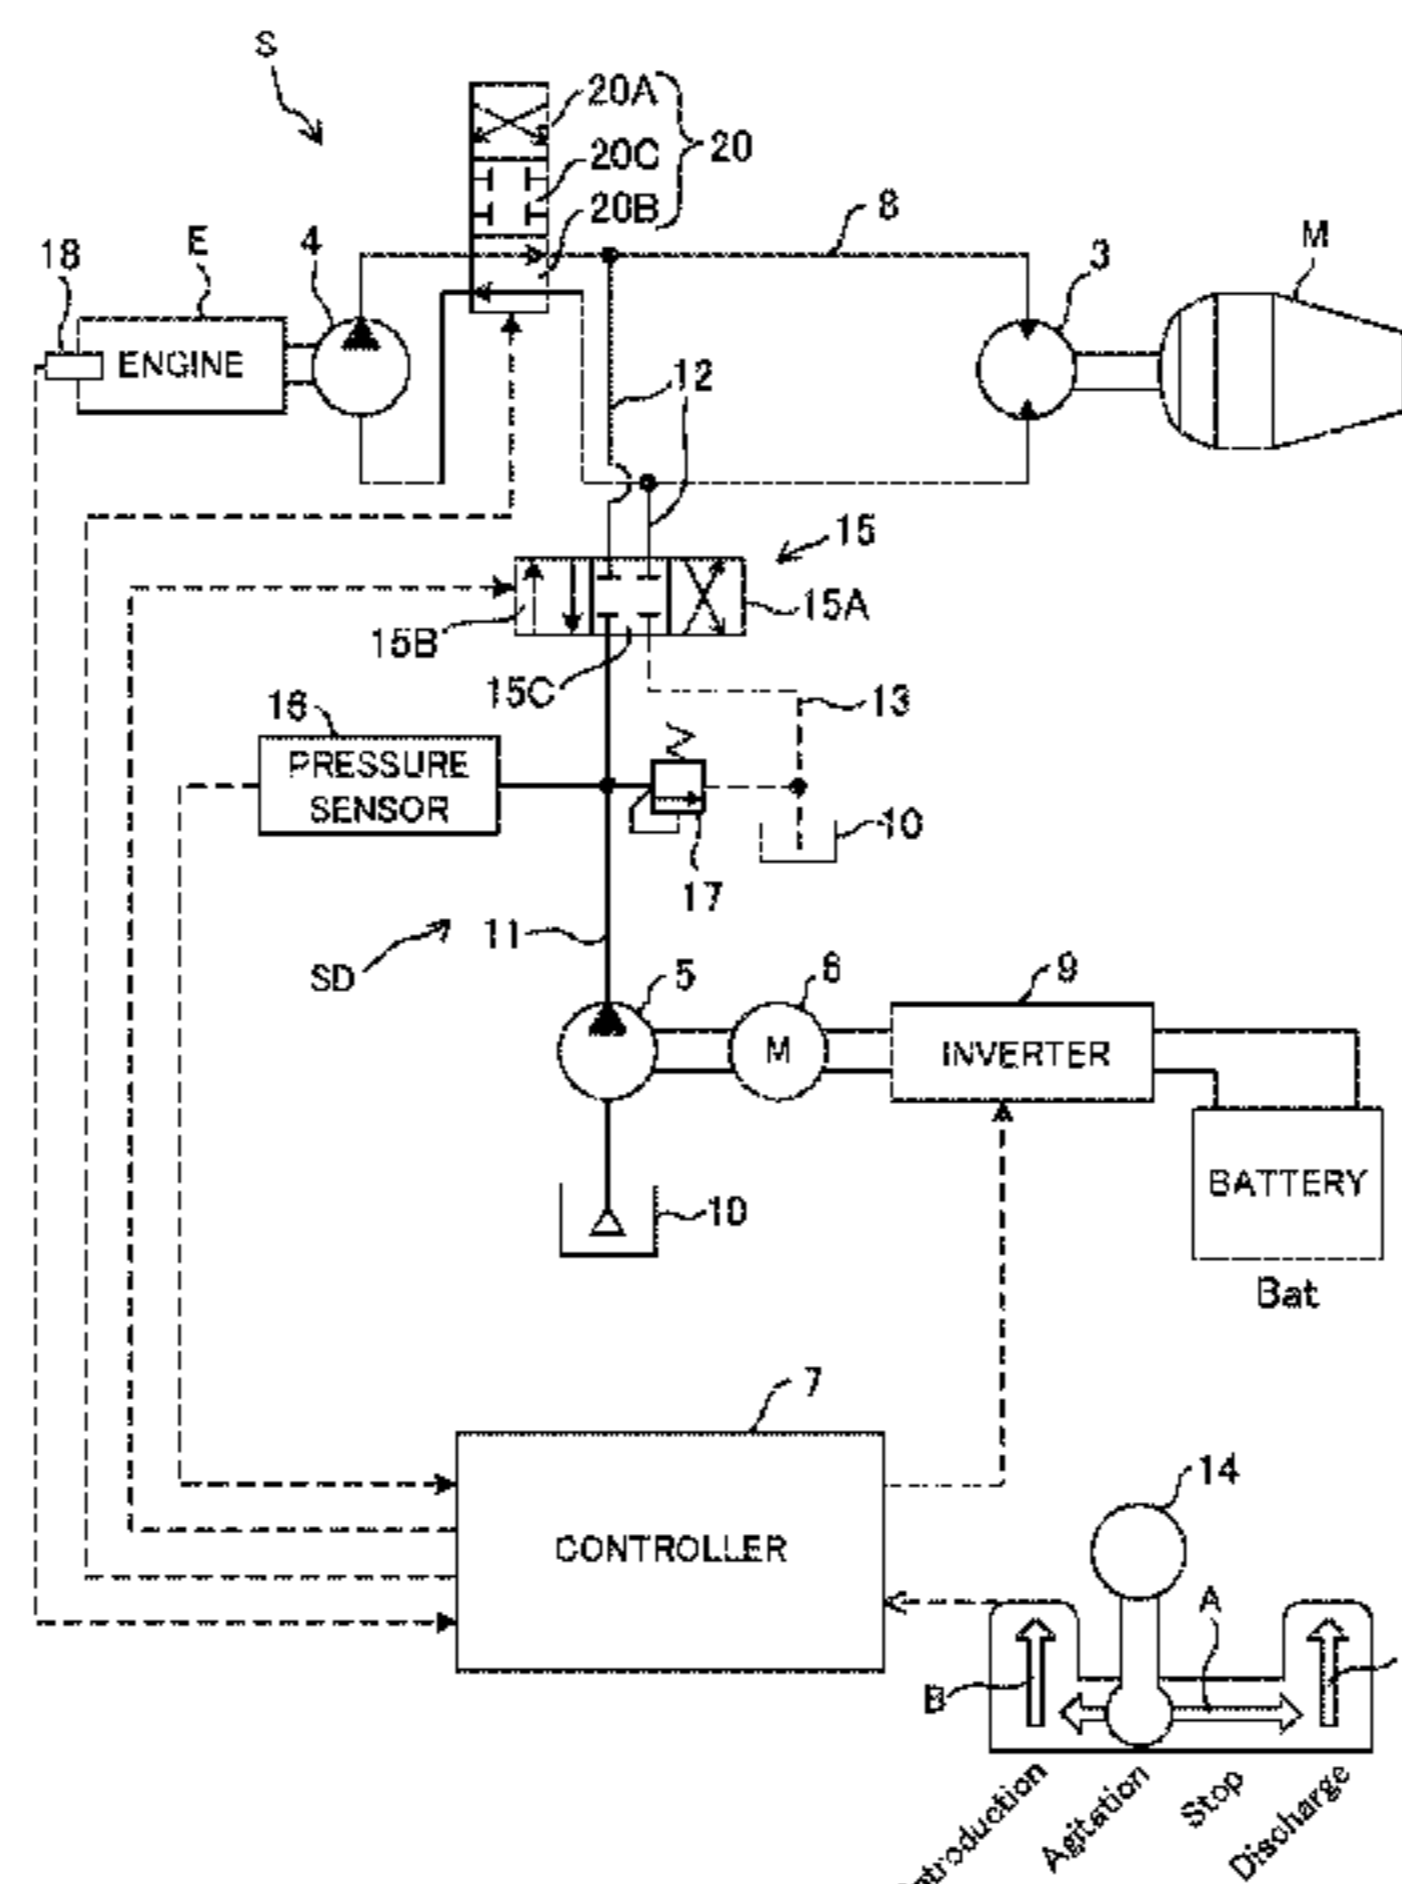 S
20A
20C
20
20B
8
M
18
E
4
3
ENGINE
12
15
15A
15B
15C
13
16
PRESSURE
SENSOR
10
17
11
SD
5
6
9
M
INVERTER
BATTERY
10
Bat
7
14
CONTROLLER
A
B
Agitation
Stop
Discharge